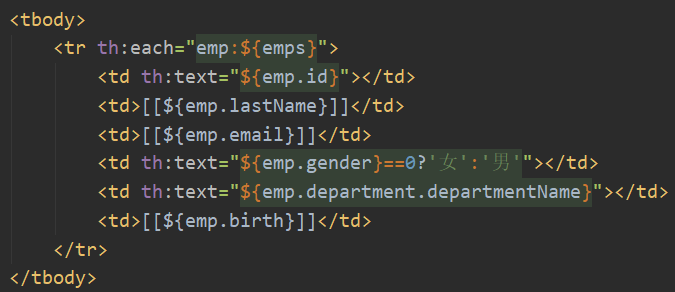 <tbody>
    <tr th:each="emp:${emps}">
        <td th:text="${emp.id}"></td>
        <td>[[${emp.lastName}]]</td>
        <td>[[${emp.email}]]</td>
        <td th:text="${emp.gender}==0?'女':'男'"></td>
        <td th:text="${emp.department.departmentName}"></td>
        <td>[[${emp.birth}]]</td>
    </tr>
</tbody>